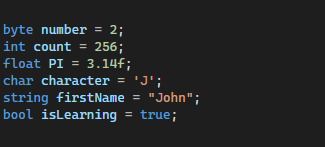 byte number = 2;
int count = 256;
float PI = 3.14f;
char character = 'J';
string firstName = "John";
bool isLearning = true;